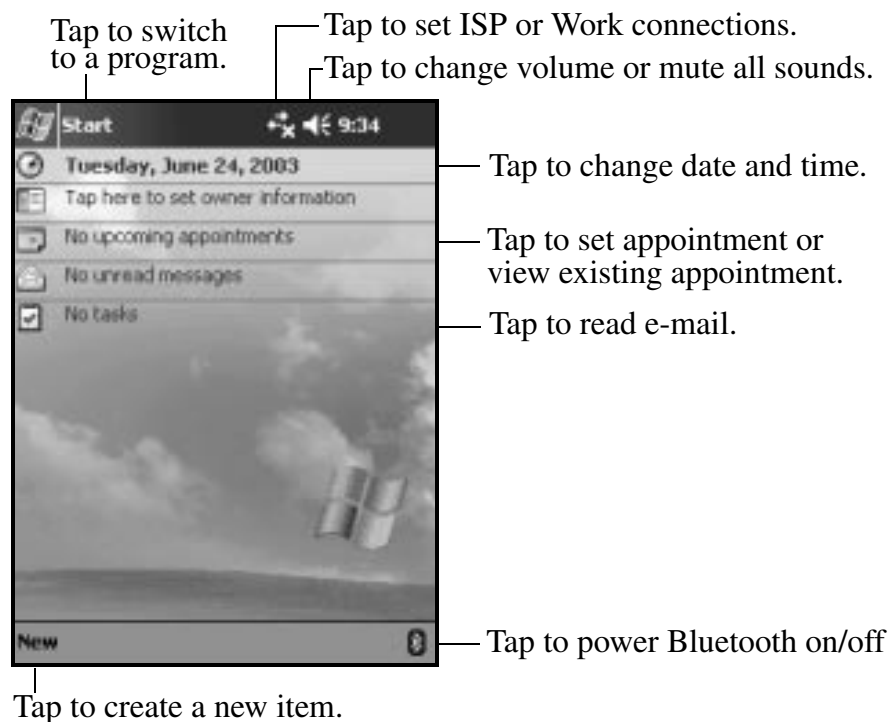 Tap to switch
to a program.
Tap to set ISP or Work connections.
Tap to change volume or mute all sounds.
Start 9:34
Tuesday, June 24, 2003
Tap to change date and time.
Tap here to set owner information
No upcoming appointments
Tap to set appointment or
view existing appointment.
No unread messages
No tasks
Tap to read e-mail.
New
Tap to power Bluetooth on/off
Tap to create a new item.